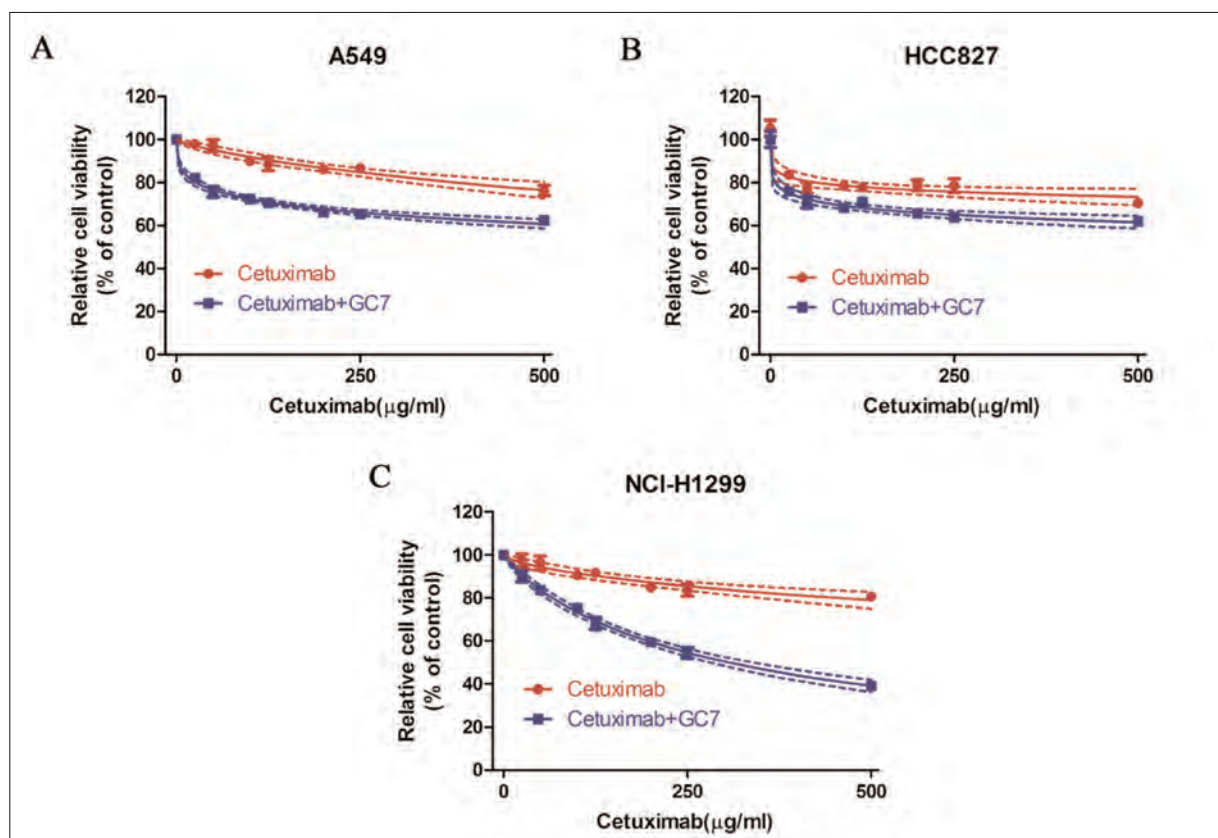 A
A549
Relative cell viability
(% of control)
120
100
80
60
40
20
0
Cetuximab
Cetuximab+GC7
0
250
500
Cetuximab(μg/ml)
B
HCC827
Relative cell viability
(% of control)
120
100
80
60
40
20
0
Cetuximab
Cetuximab+GC7
0
250
500
Cetuximab(μg/ml)
C
NCI-H1299
Relative cell viability
(% of control)
120
100
80
60
40
20
0
Cetuximab
Cetuximab+GC7
0
250
500
Cetuximab(μg/ml)